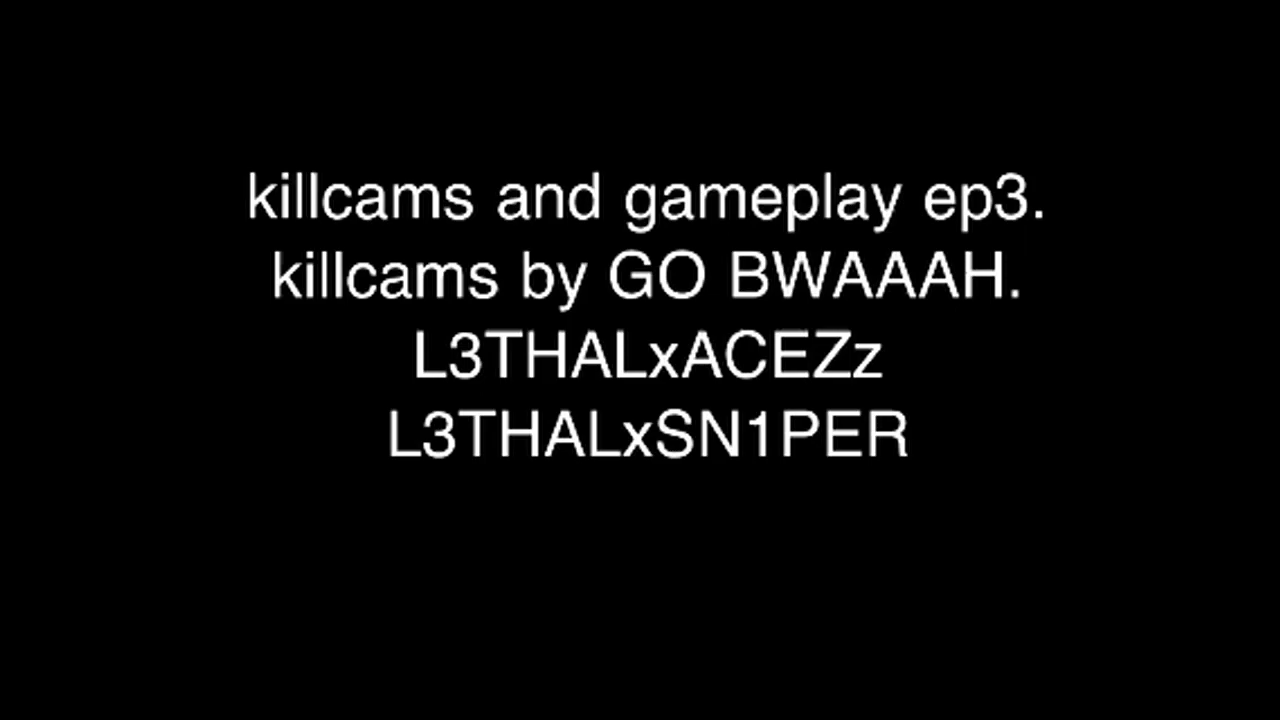 killcams and gameplay ep3.
killcams by GO BWAAAH.
L3THALxACEZz
L3THALxSN1PER